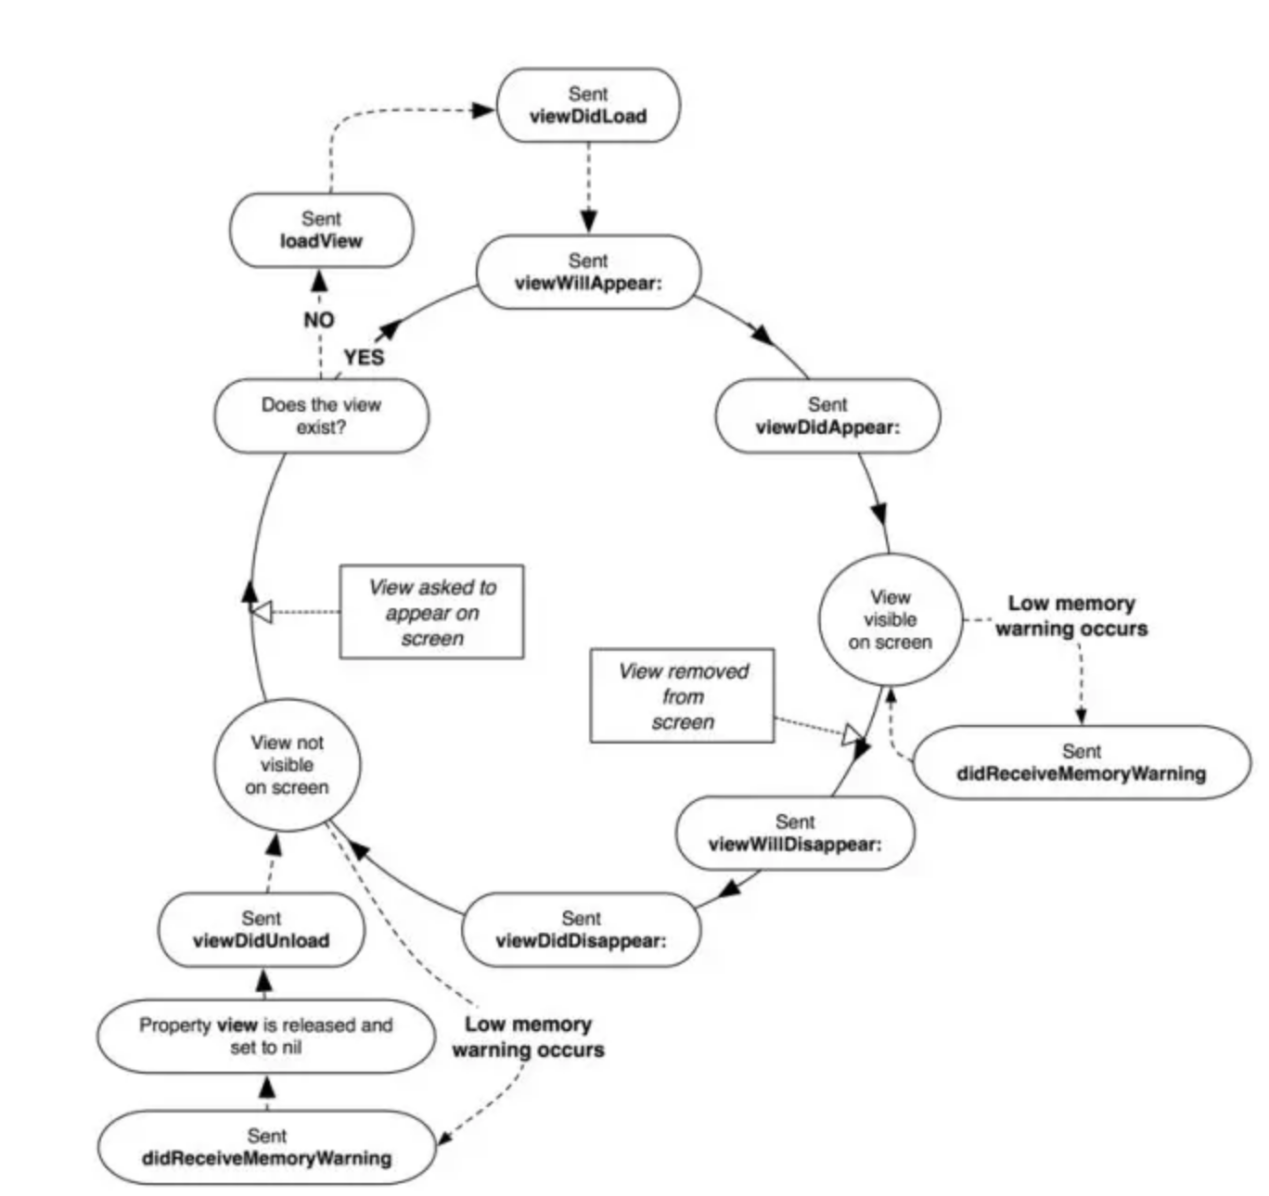 Sent
viewDidLoad
Sent
loadView
Sent
viewWillAppear:
NO
YES
Does the view
exist?
Sent
viewDidAppear:
View asked to
appear on
screen
View
visible
on screen
Low memory
warning occurs
View removed
from
screen
View not
visible
on screen
Sent
didReceiveMemoryWarning
Sent
viewWillDisappear:
Sent
viewDidUnload
Sent
viewDidDisappear:
Property view is released and
set to nil
Low memory
warning occurs
Sent
didReceiveMemoryWarning